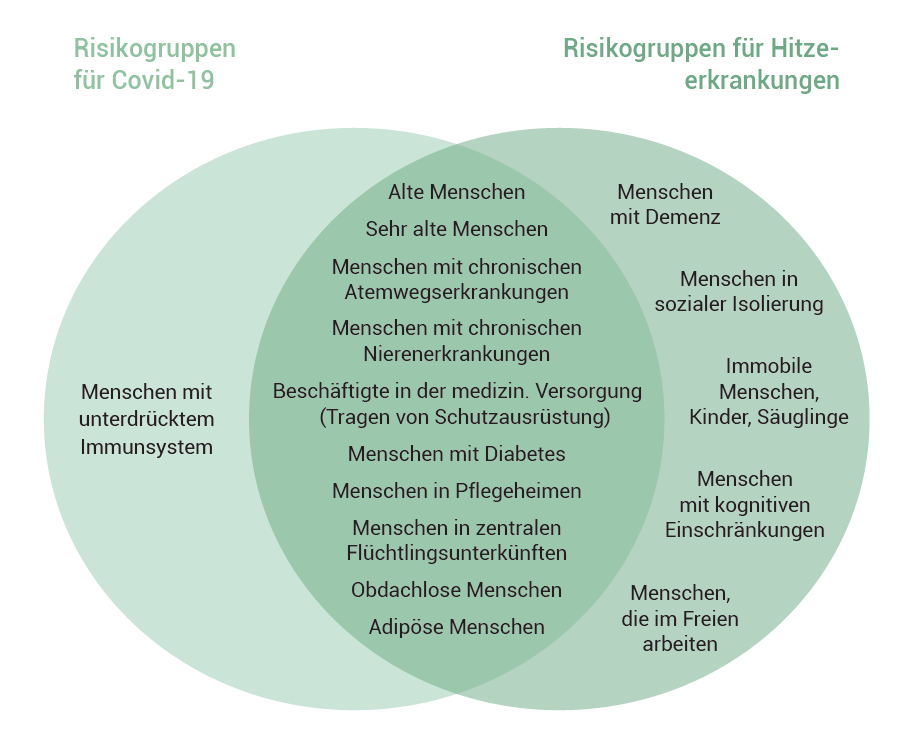 Risikogruppen
für Covid-19
Risikogruppen für Hitze-
erkrankungen
Menschen mit
unterdrücktem
Immunsystem
Alte Menschen
Sehr alte Menschen
Menschen mit chronischen
Atemwegserkrankungen
Menschen mit chronischen
Nierenerkrankungen
Beschäftigte in der medizin. Versorgung
(Tragen von Schutzausrüstung)
Menschen mit Diabetes
Menschen in Pflegeheimen
Menschen in zentralen
Flüchtlingsunterkünften
Obdachlose Menschen
Adipöse Menschen
Menschen
mit Demenz
Menschen in
sozialer Isolierung
Immobile
Menschen,
Kinder, Säuglinge
Menschen
mit kognitiven
Einschränkungen
Menschen,
die im Freien
arbeiten